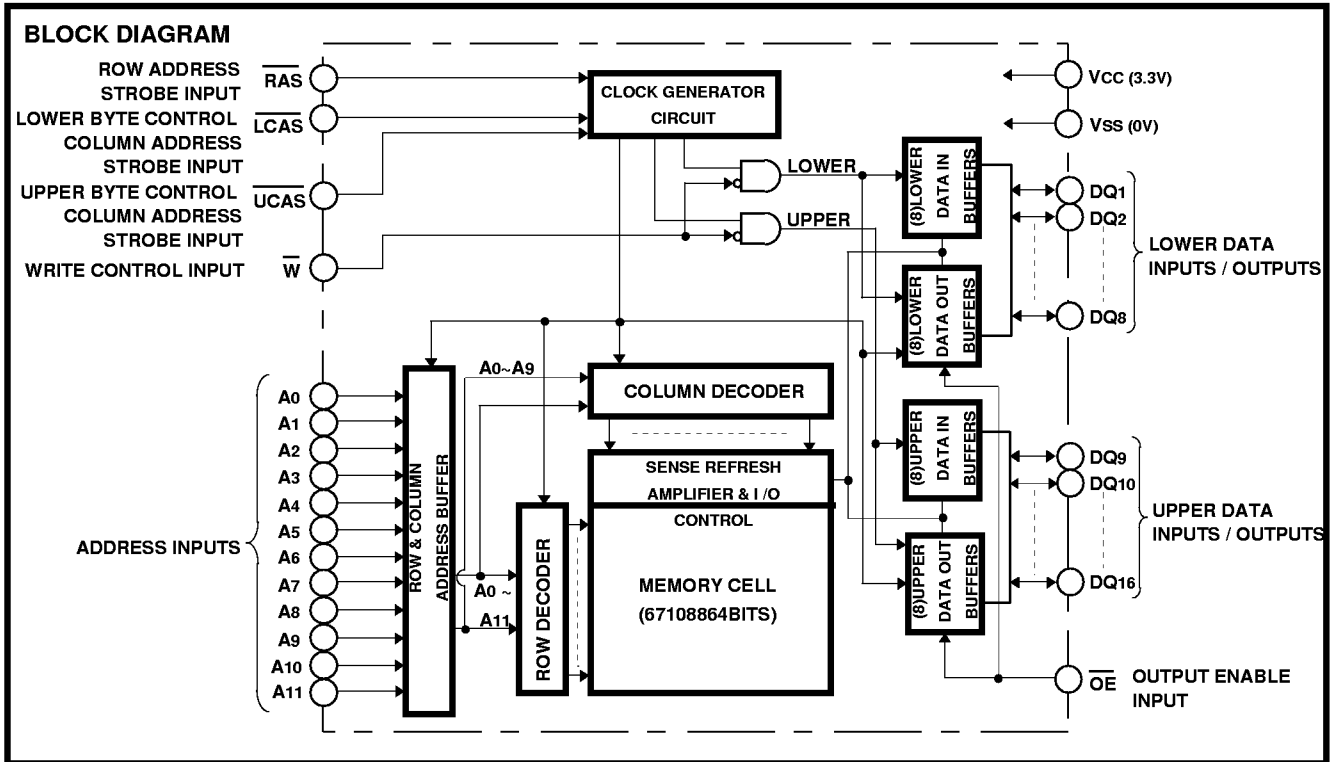 BLOCK DIAGRAM
ROW ADDRESS
STROBE INPUT
RAS
LOWER BYTE CONTROL
COLUMN ADDRESS
STROBE INPUT
LCAS
UPPER BYTE CONTROL
COLUMN ADDRESS
STROBE INPUT
UCAS
WRITE CONTROL INPUT
W
CLOCK GENERATOR
CIRCUIT
LOWER
UPPER
VCC (3.3V)
VSS (0V)
(8)LOWER
DATA IN
BUFFERS
(8)LOWER
DATA OUT
BUFFERS
DQ1
DQ2
DQ8
LOWER DATA
INPUTS / OUTPUTS
ADDRESS INPUTS
A0
A1
A2
A3
A4
A5
A6
A7
A8
A9
A10
A11
ROW & COLUMN
ADDRESS BUFFER
A0~A9
COLUMN DECODER
SENSE REFRESH
AMPLIFIER & I /O
CONTROL
A0 ~
A11
ROW DECODER
MEMORY CELL
(67108864BITS)
(8)UPPER
DATA IN
BUFFERS
(8)UPPER
DATA OUT
BUFFERS
DQ9
DQ10
DQ16
UPPER DATA
INPUTS / OUTPUTS
OE
OUTPUT ENABLE
INPUT